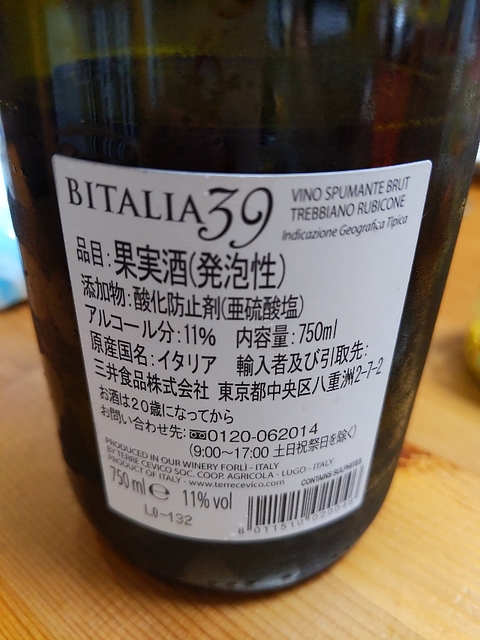 BITALIA 39
VINO SPUMANTE BRUT
TREBBIANO RUBICONE
Indicazione Geografica Tipica
品目:果実酒(発泡性)
添加物:酸化防止剤(亜硫酸塩)
アルコール分:11% 内容量:750ml
原産国名:イタリア 輸入者及び引取先:
三井食品株式会社 東京都中央区八重洲2-7-2
お酒は20歳になってから
お問い合わせ先:0120-062014
(9:00〜17:00 土日祝祭日を除く)
PRODUCED IN OUR WINERY FORLÌ - ITALY
BY TERRE CEVICO SOC. COOP. AGRICOLA - LUGO - ITALY
PRODUCT OF ITALY - www.terrecevico.com
CONTAINS SULPHITES
750 ml e 11% vol
L0-132